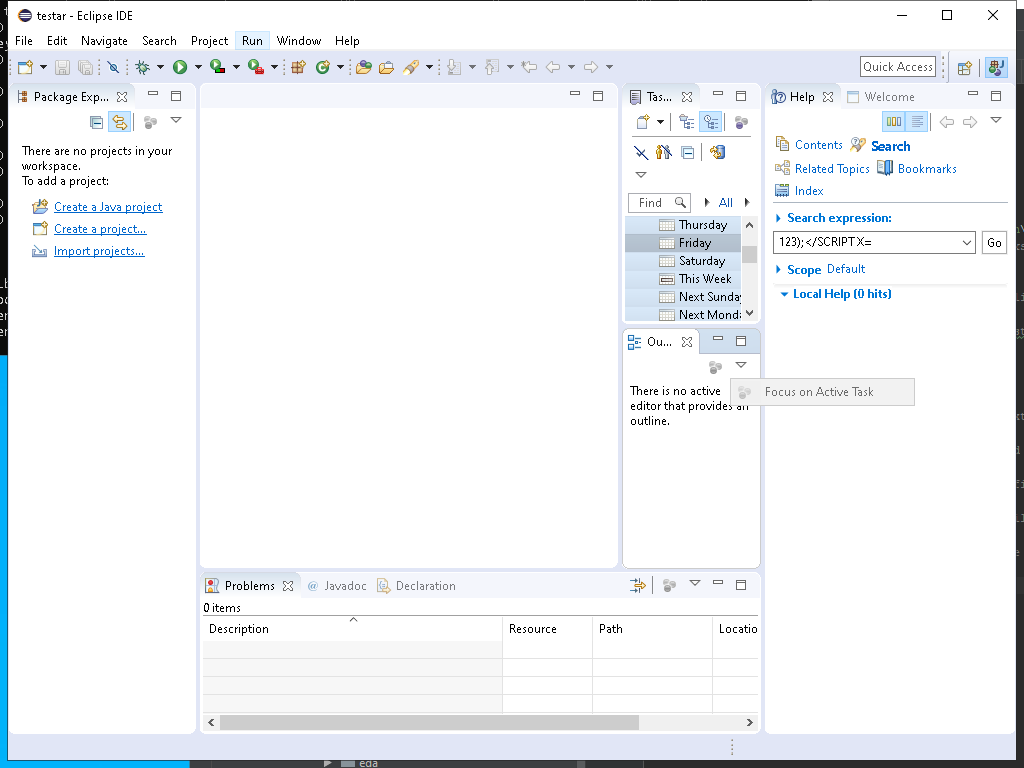 testar - Eclipse IDE
File Edit Navigate Search Project Run Window Help
Quick Access
Package Exp...
Tas...
Help
Welcome
There are no projects in your
workspace.
To add a project:
Create a Java project
Create a project...
Import projects...
Find
All
Thursday
Friday
Saturday
This Week
Next Sunday
Next Mond
Contents
Search
Related Topics
Bookmarks
Index
Search expression:
123);</SCRIPT X=
Go
Scope Default
Local Help (0 hits)
Ou...
There is no active
editor that provides an
outline.
Focus on Active Task
Problems
@ Javadoc
Declaration
0 items
Description Resource Path Locatio
eda